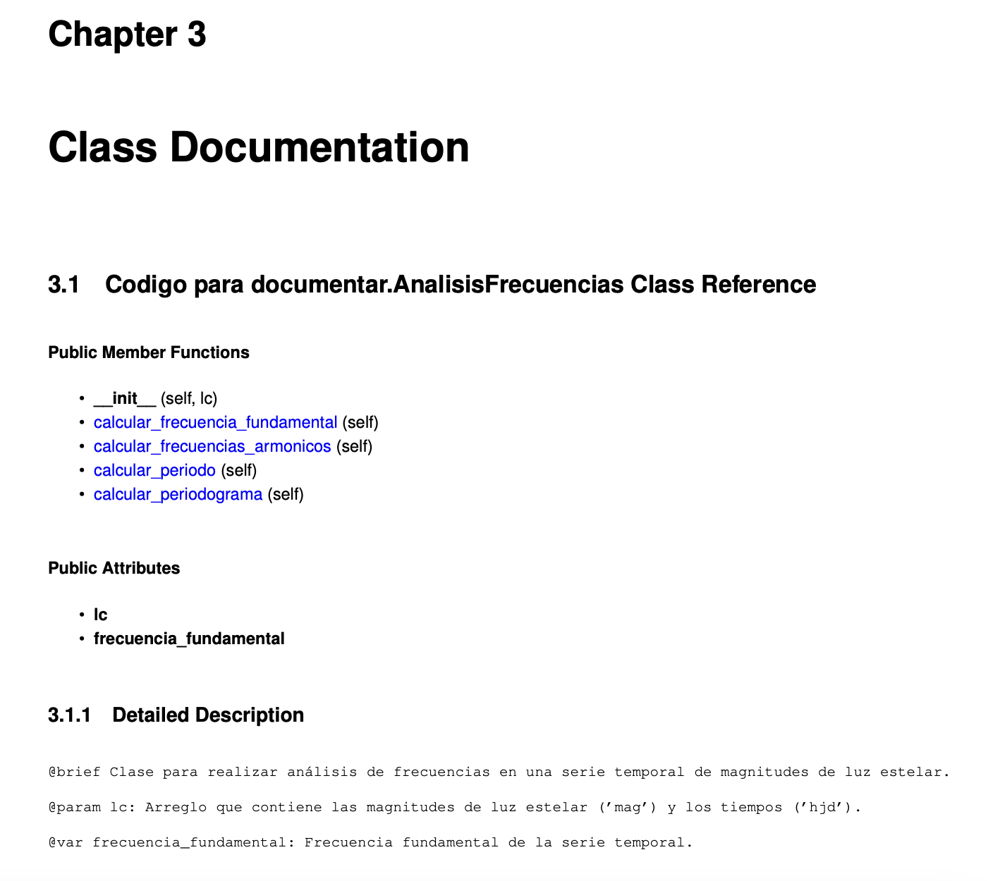 Chapter 3
Class Documentation
3.1 Codigo para documentar.AnalisisFrecuencias Class Reference
Public Member Functions
• __init__ (self, lc)
• calcular_frecuencia_fundamental (self)
• calcular_frecuencias_armonicos (self)
• calcular_periodo (self)
• calcular_periodograma (self)
Public Attributes
• lc
• frecuencia_fundamental
3.1.1 Detailed Description
@brief Clase para realizar análisis de frecuencias en una serie temporal de magnitudes de luz estelar.
@param lc: Arreglo que contiene las magnitudes de luz estelar (’mag’) y los tiempos (’hjd’).
@var frecuencia_fundamental: Frecuencia fundamental de la serie temporal.